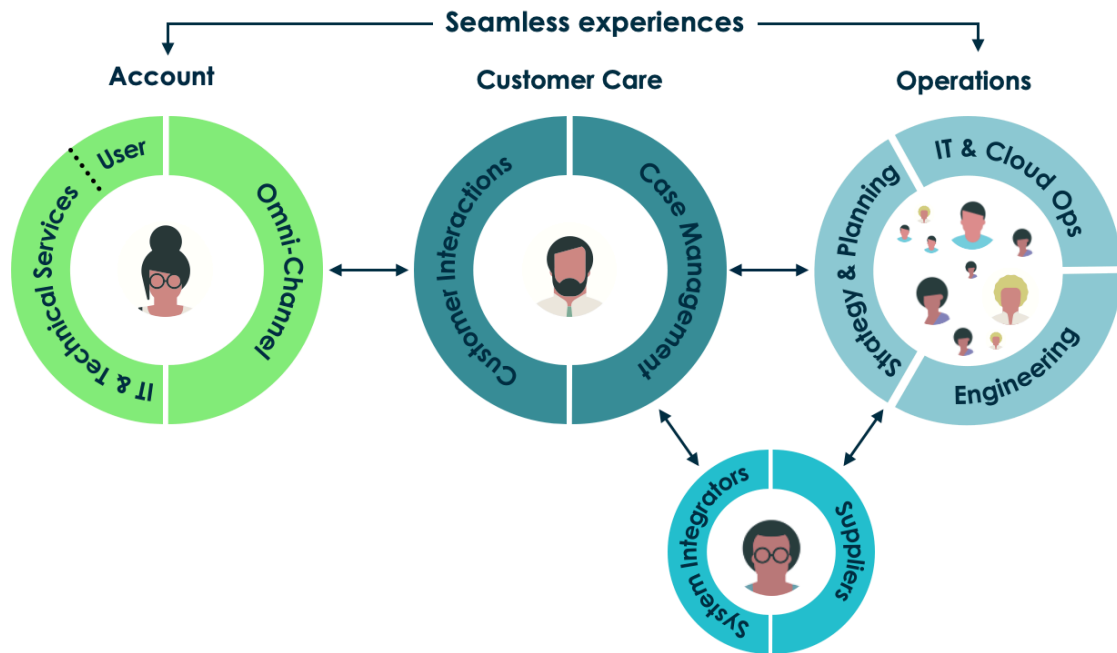 Seamless experiences
Account
Customer Care
Operations
User
IT & Technical Services
Omni-Channel
Customer Interactions
Case Management
Strategy & Planning
IT & Cloud Ops
Engineering
System Integrators
Suppliers